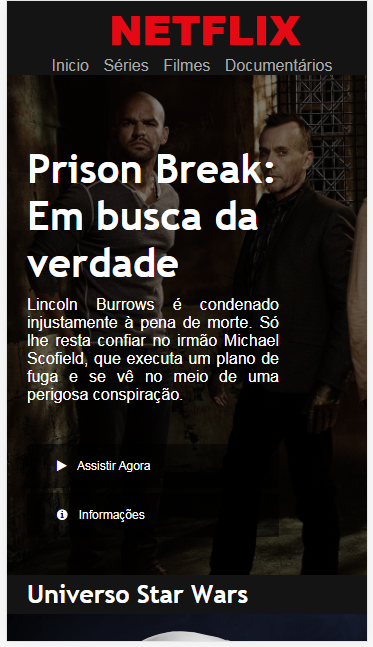 NETFLIX
Inicio Séries Filmes Documentários
Prison Break:
Em busca da
verdade
Lincoln Burrows é condenado
injustamente à pena de morte. Só
lhe resta confiar no irmão Michael
Scofield, que executa um plano de
fuga e se vê no meio de uma
perigosa conspiração.
Assistir Agora
Informações
Universo Star Wars